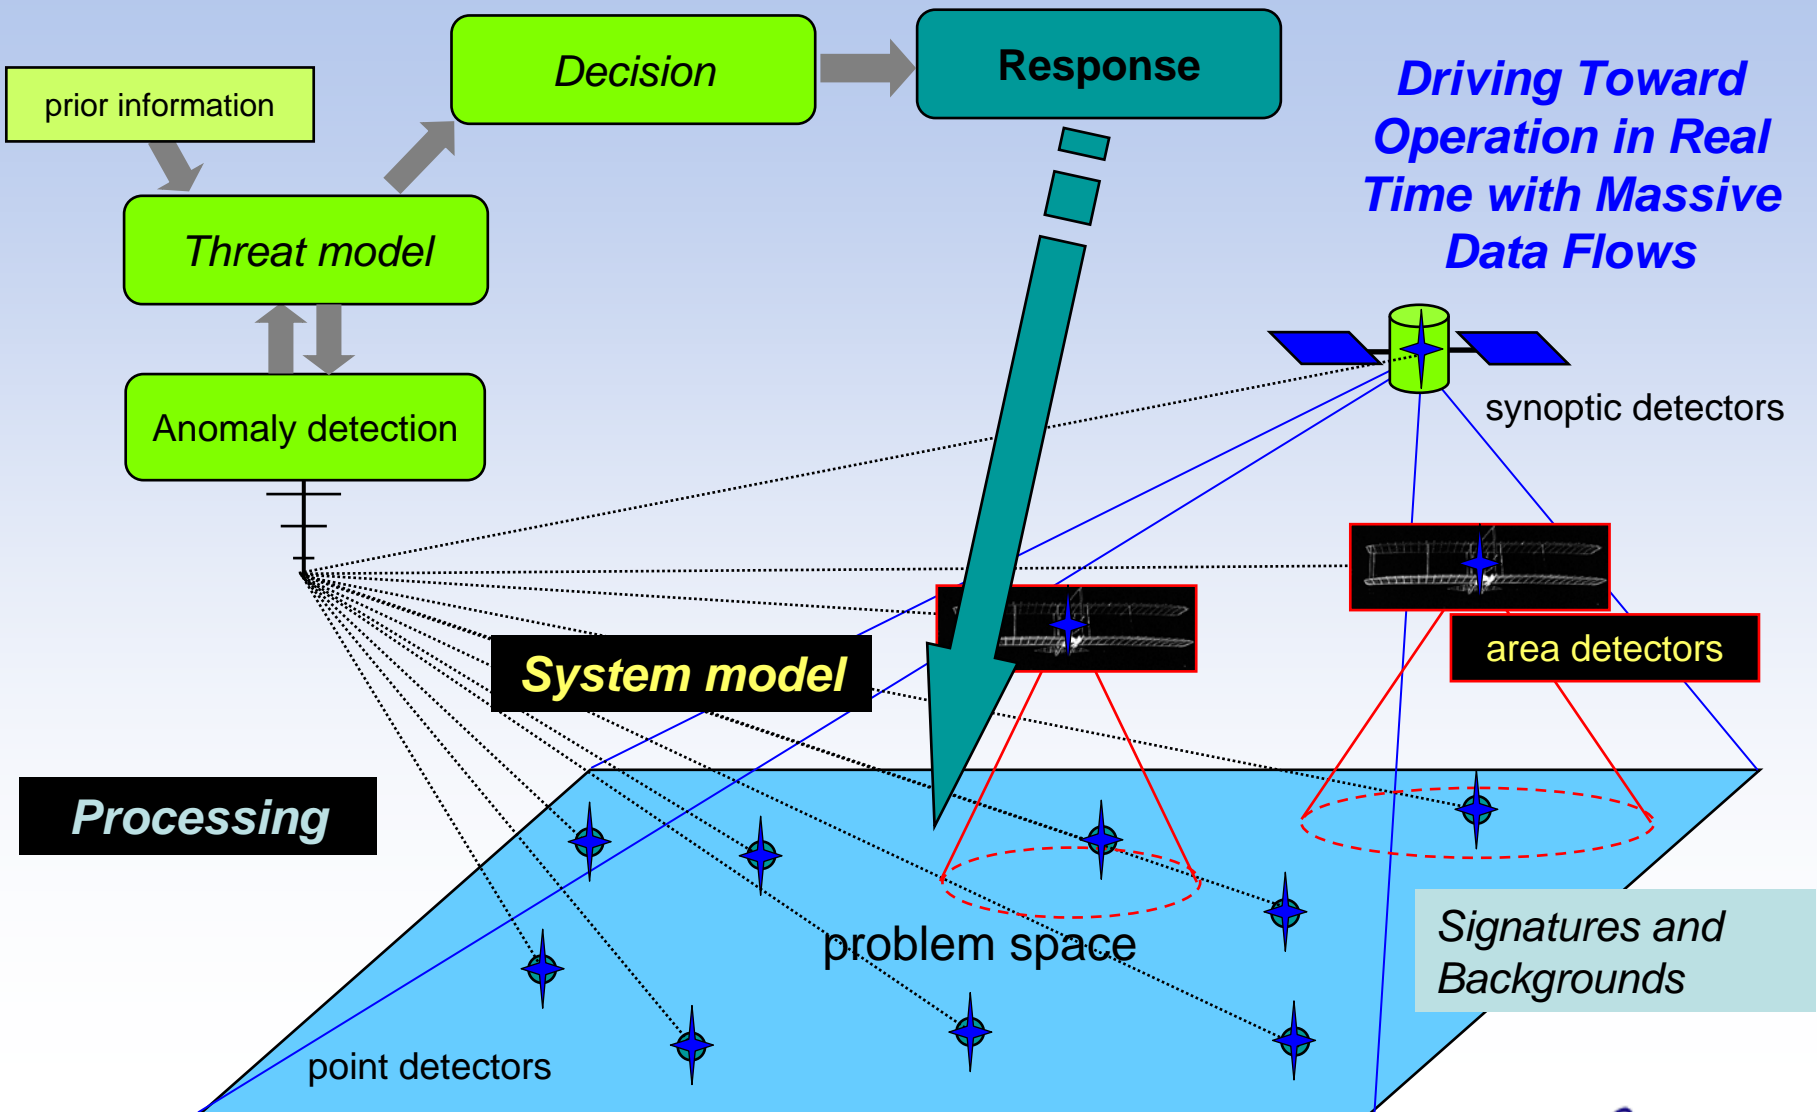 Decision
Response
prior information
Driving Toward
Operation in Real
Time with Massive
Data Flows
Threat model
Anomaly detection
synoptic detectors
area detectors
System model
Processing
problem space
Signatures and
Backgrounds
point detectors